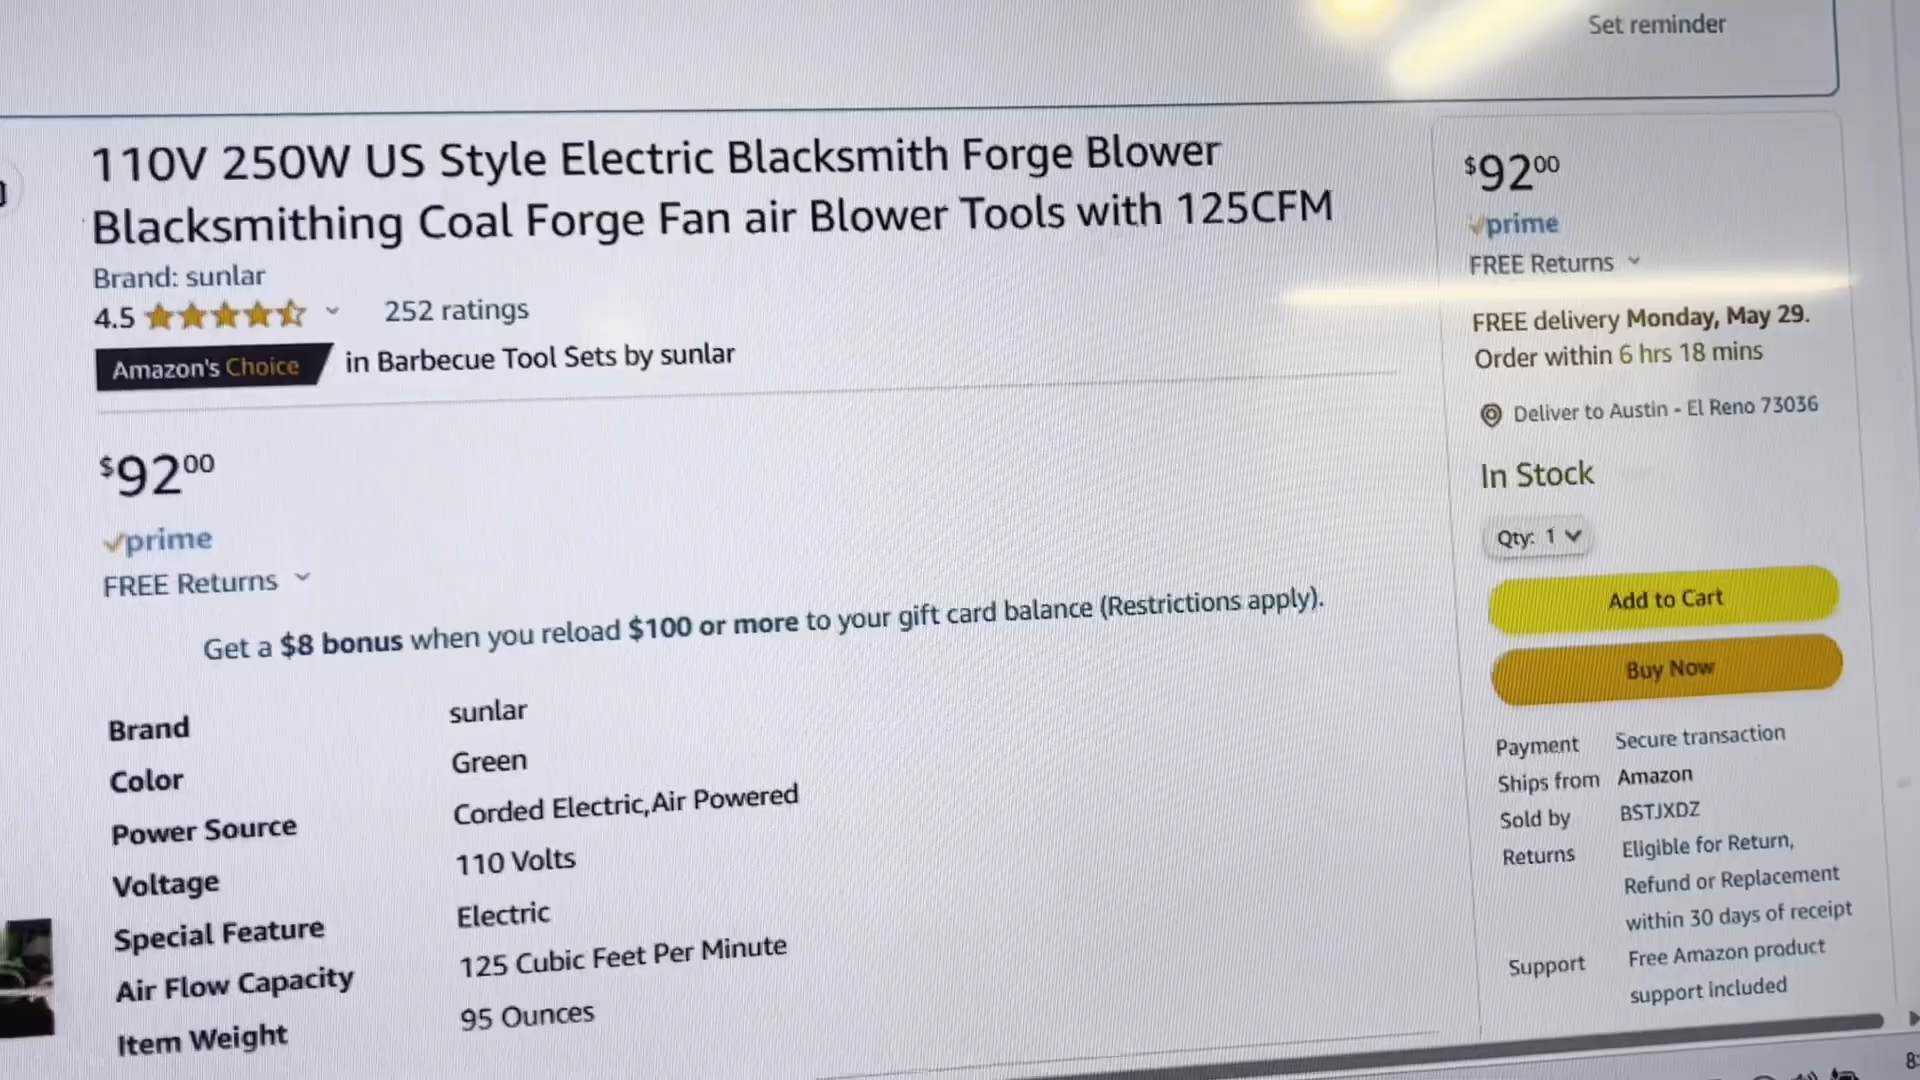 Set reminder
110V 250W US Style Electric Blacksmith Forge Blower
Blacksmithing Coal Forge Fan air Blower Tools with 125CFM
Brand: sunlar
4.5 252 ratings
Amazon's Choice in Barbecue Tool Sets by sunlar
$9200
prime
FREE Returns
Get a $8 bonus when you reload $100 or more to your gift card balance (Restrictions apply).
Brand sunlar
Color Green
Power Source Corded Electric,Air Powered
Voltage 110 Volts
Special Feature Electric
Air Flow Capacity 125 Cubic Feet Per Minute
Item Weight 95 Ounces
$9200
prime
FREE Returns
FREE delivery Monday, May 29.
Order within 6 hrs 18 mins
Deliver to Austin - El Reno 73036
In Stock
Qty: 1
Add to Cart
Buy Now
Payment Secure transaction
Ships from Amazon
Sold by BSTJXDZ
Returns Eligible for Return,
Refund or Replacement
within 30 days of receipt
Support Free Amazon product
support included